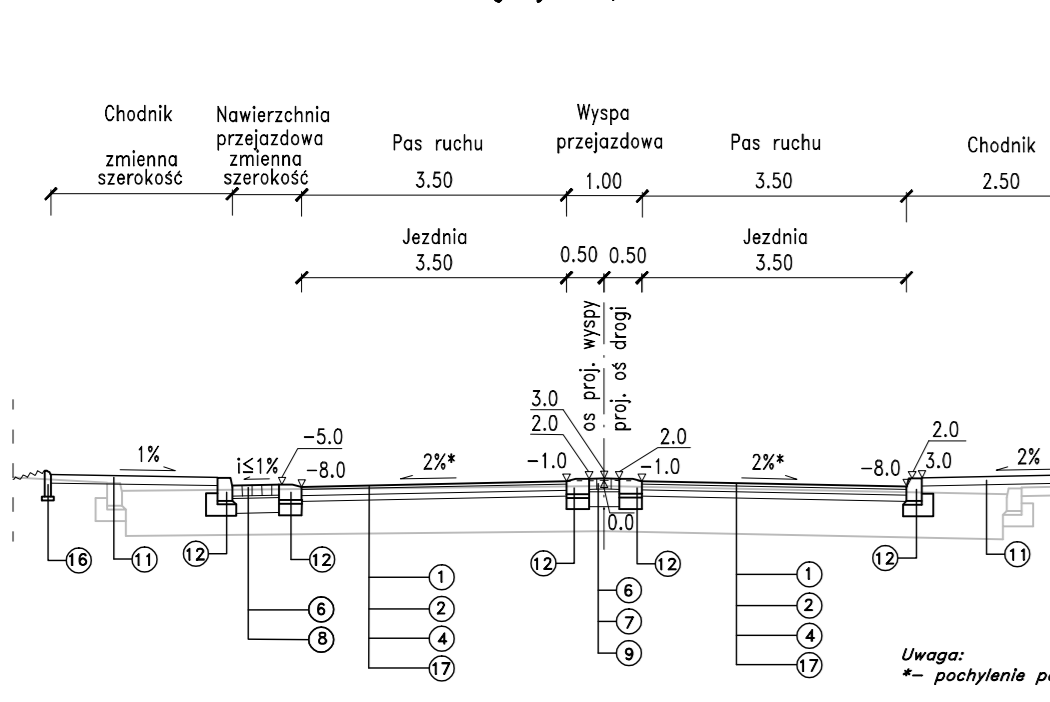 Chodnik
zmienna
szerokość
Nawierzchnia
przejazdowa
zmienna
szerokość
Pas ruchu
3.50
Wyspa
przejazdowa
1.00
Pas ruchu
3.50
Chodnik
2.50
Jezdnia
3.50
0.50 0.50
Jezdnia
3.50
os proj. wyspy
proj. oś drogi
1%
i≤1%
-5.0
-8.0
2%*
3.0
2.0
-1.0
2.0
-1.0
0.0
2%*
-8.0
2.0
3.0
2%
16
11
12
12
6
8
1
2
4
17
12
12
6
7
9
1
2
4
17
12
11
Uwaga:
*– pochylenie